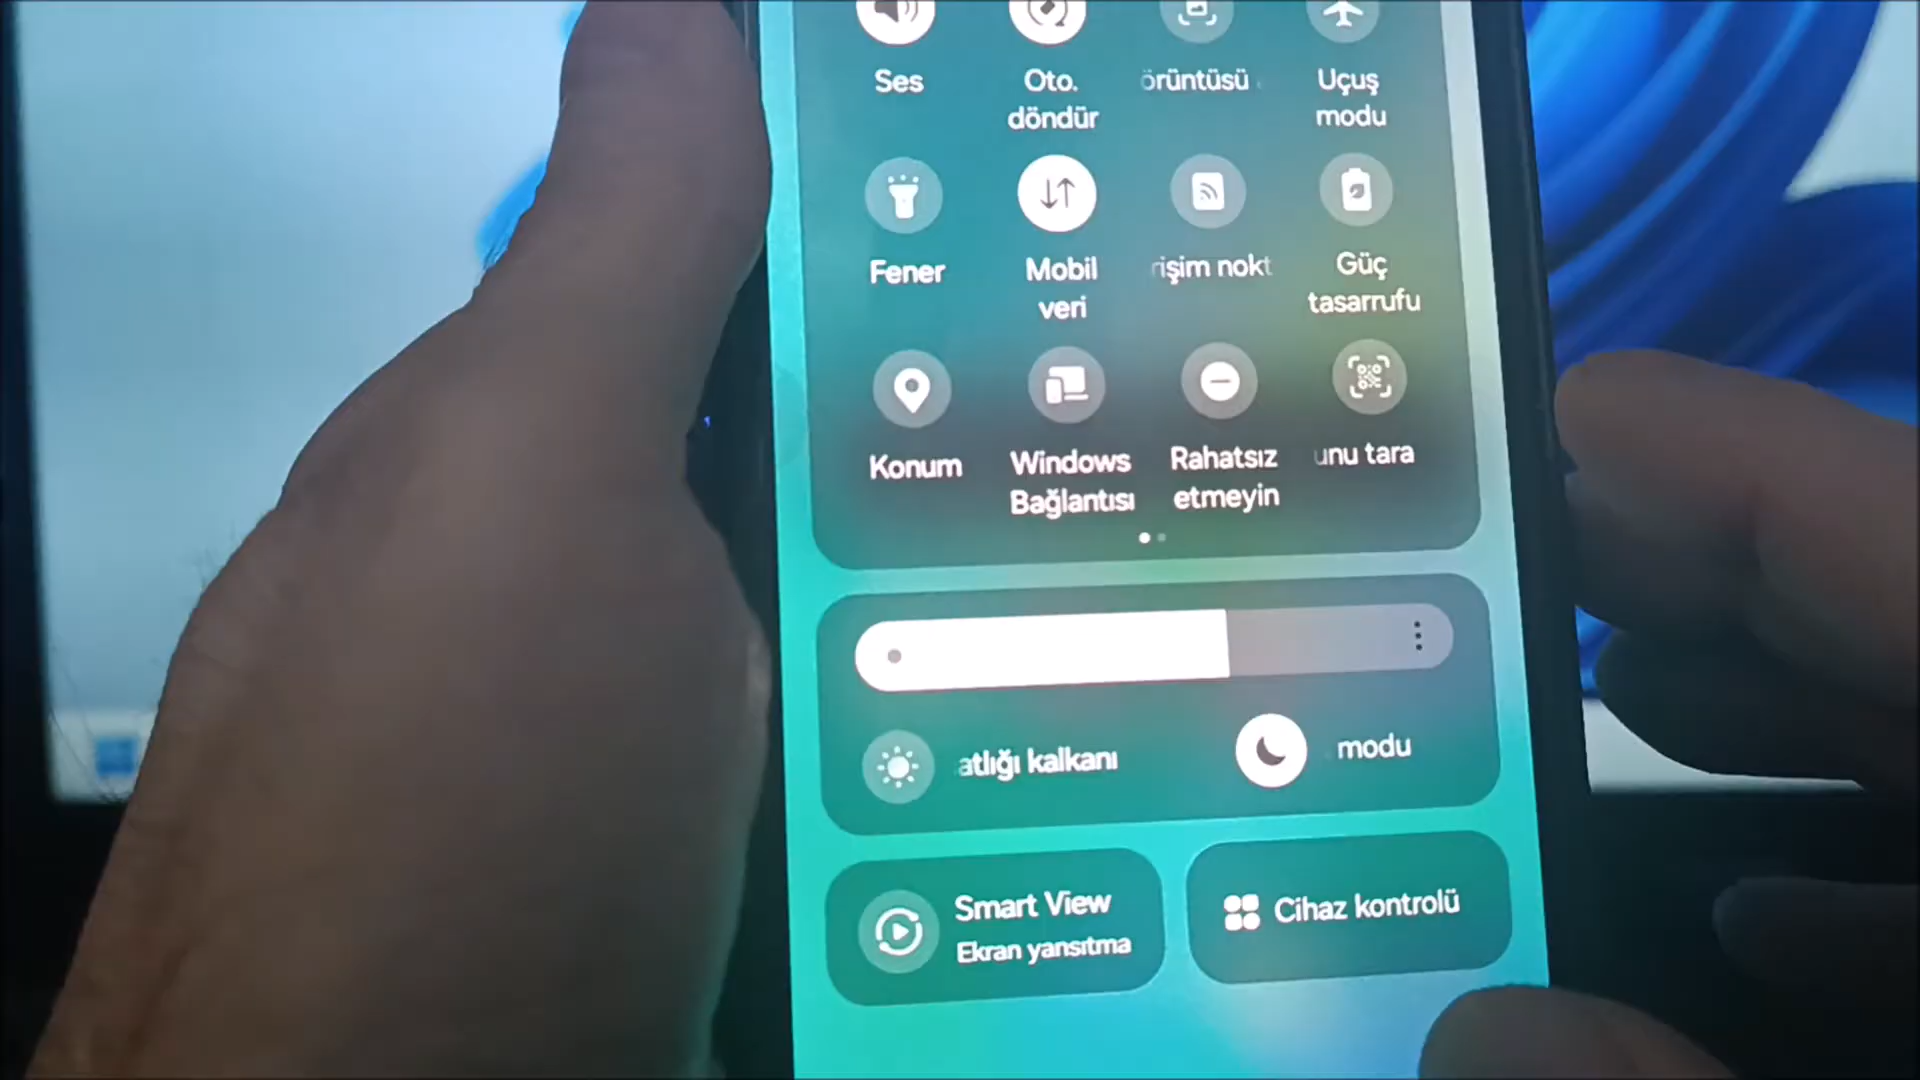 Ses
Oto.
döndür
örüntüsü
Uçuş
modu
Fener
Mobil
veri
rişim nokt
Güç
tasarrufu
Konum
Windows
Bağlantısı
Rahatsız
etmeyin
unu tara
atlığı kalkanı
modu
Smart View
Ekran yansıtma
Cihaz kontrolü